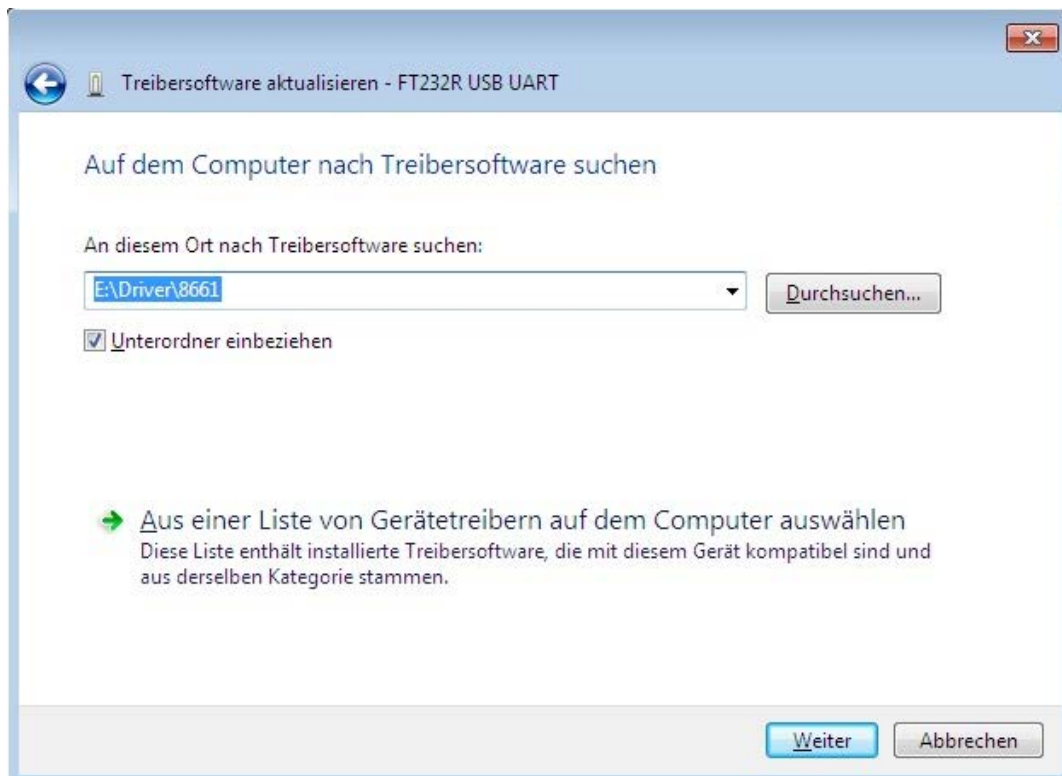 Treibersoftware aktualisieren - FT232R USB UART
Auf dem Computer nach Treibersoftware suchen
An diesem Ort nach Treibersoftware suchen:
E:\Driver\8661
Durchsuchen...
Unterordner einbeziehen
Aus einer Liste von Gerätetreibern auf dem Computer auswählen
Diese Liste enthält installierte Treibersoftware, die mit diesem Gerät kompatibel sind und
aus derselben Kategorie stammen.
Weiter
Abbrechen